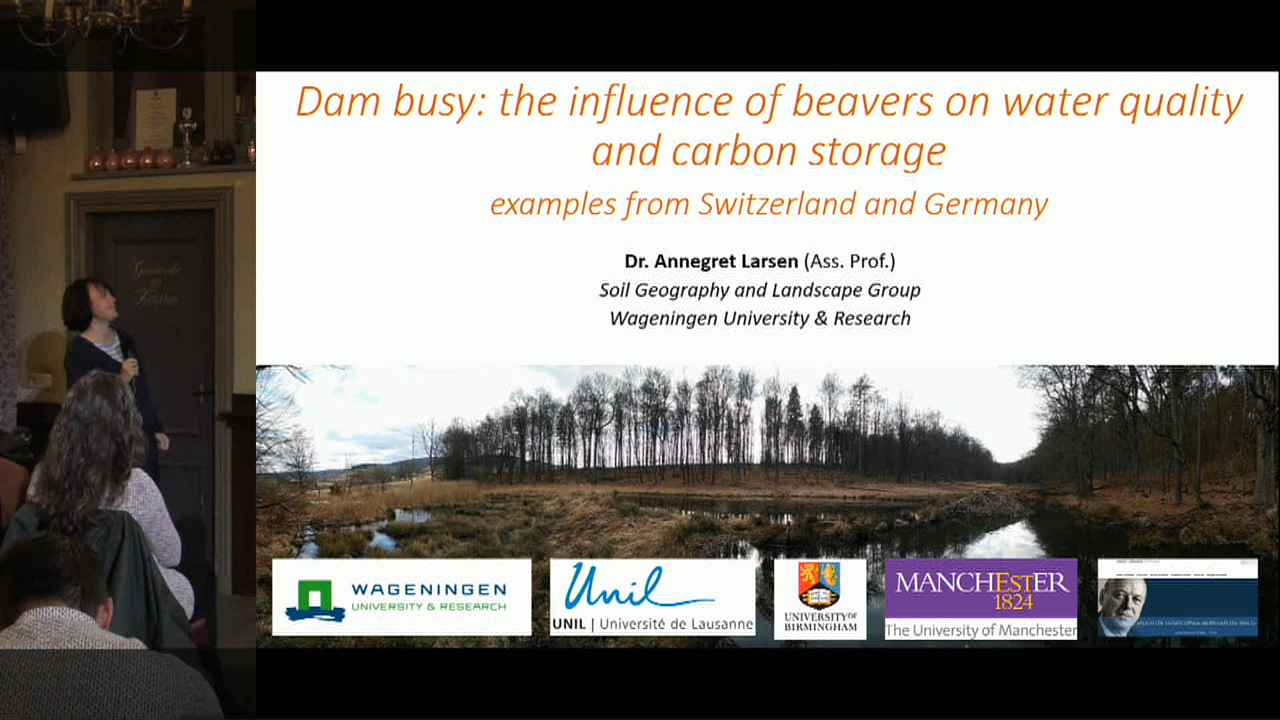 Dam busy: the influence of beavers on water quality
and carbon storage
examples from Switzerland and Germany
Dr. Annegret Larsen (Ass. Prof.)
Soil Geography and Landscape Group
Wageningen University & Research
WAGENINGEN
UNIVERSITY & RESEARCH
Unil
UNIL | Université de Lausanne
UNIVERSITY OF
BIRMINGHAM
MANCHESTER
1824
The University of Manchester